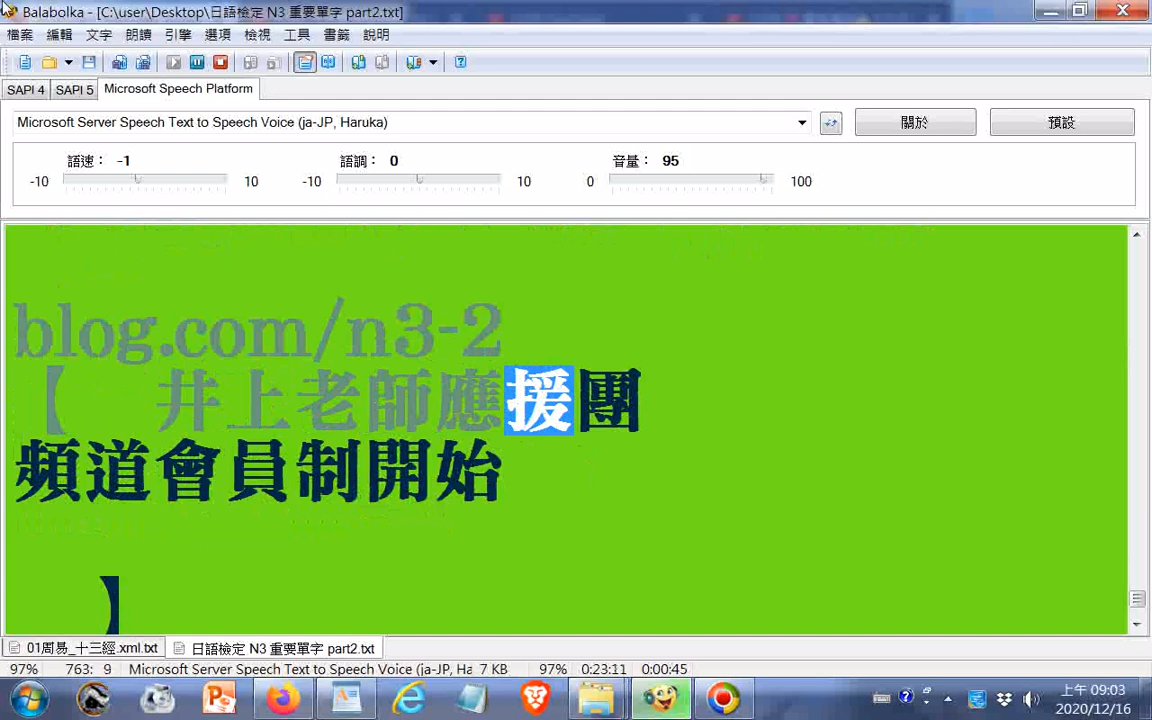 Balabolka - [C:\user\Desktop\日語檢定 N3 重要單字 part2.txt]
檔案 編輯 文字 朗讀 引擎 選項 檢視 工具 書籤 說明
SAPI 4 SAPI 5 Microsoft Speech Platform
Microsoft Server Speech Text to Speech Voice (ja-JP, Haruka) 關於 預設
語速： -1 語調： 0 音量： 95
-10 10 -10 10 0 100
blog.com/n3-2
【 井上老師應援團
頻道會員制開始
】
01周易_十三經.xml.txt 日語檢定 N3 重要單字 part2.txt
97% 763: 9 Microsoft Server Speech Text to Speech Voice (ja-JP, Ha 7 KB 97% 0:23:11 0:00:45
上午 09:03
2020/12/16